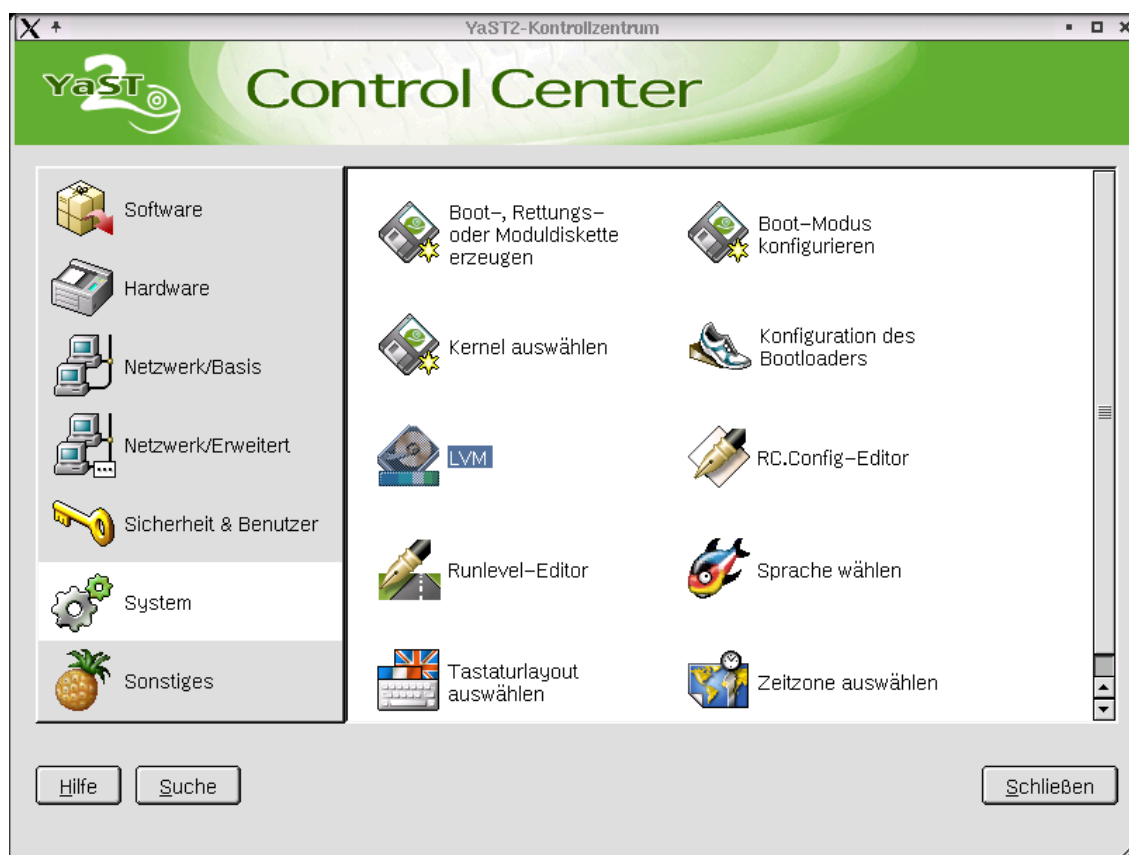 YaST2-Kontrollzentrum
YaST
2
Control Center
Software
Hardware
Netzwerk/Basis
Netzwerk/Erweitert
Sicherheit & Benutzer
System
Sonstiges
Boot-, Rettungs-
oder Moduldiskette
erzeugen
Boot-Modus
konfigurieren
Kernel auswählen
Konfiguration des
Bootloaders
LVM
RC.Config-Editor
Runlevel-Editor
Sprache wählen
Tastaturlayout
auswählen
Zeitzone auswählen
Hilfe
Suche
Schließen